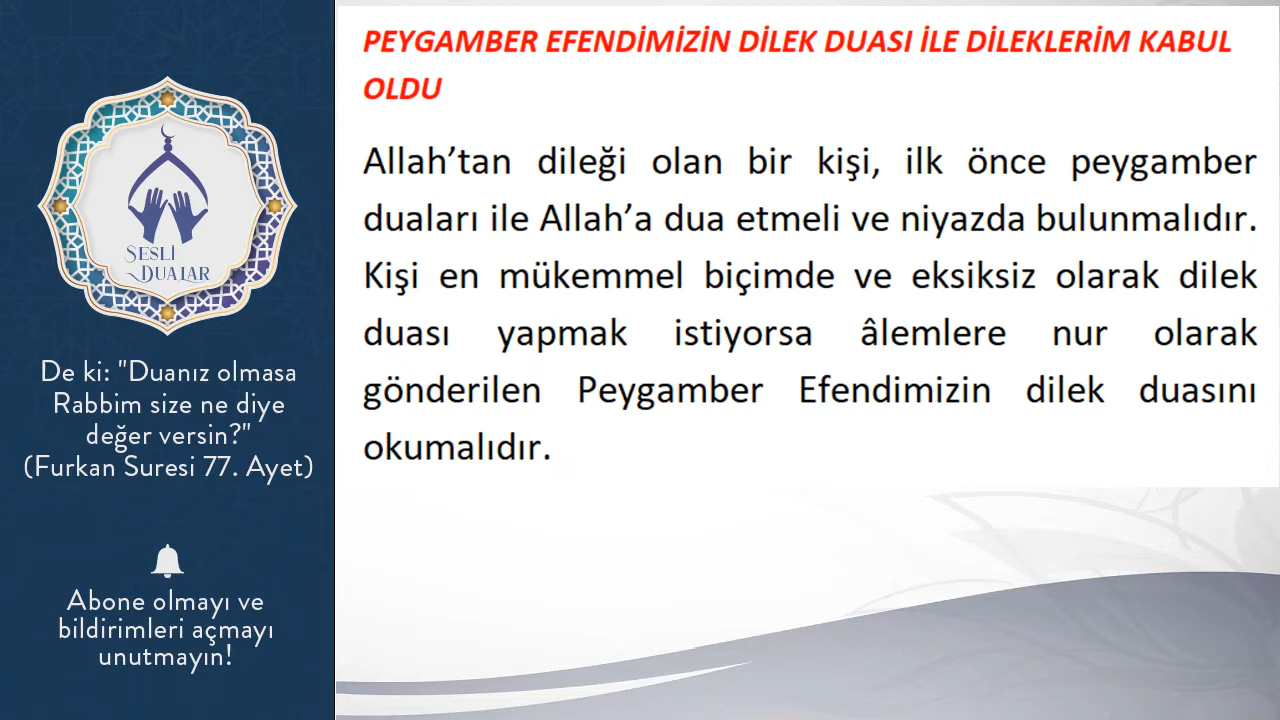 SESLİ
DUALAR
De ki: "Duanız olmasa
Rabbim size ne diye
değer versin?"
(Furkan Suresi 77. Ayet)
Abone olmayı ve
bildirimleri açmayı
unutmayın!
PEYGAMBER EFENDİMİZİN DİLEK DUASI İLE DİLEKLERİM KABUL
OLDU
Allah’tan dileği olan bir kişi, ilk önce peygamber
duaları ile Allah’a dua etmeli ve niyazda bulunmalıdır.
Kişi en mükemmel biçimde ve eksiksiz olarak dilek
duası yapmak istiyorsa âlemlere nur olarak
gönderilen Peygamber Efendimizin dilek duasını
okumalıdır.